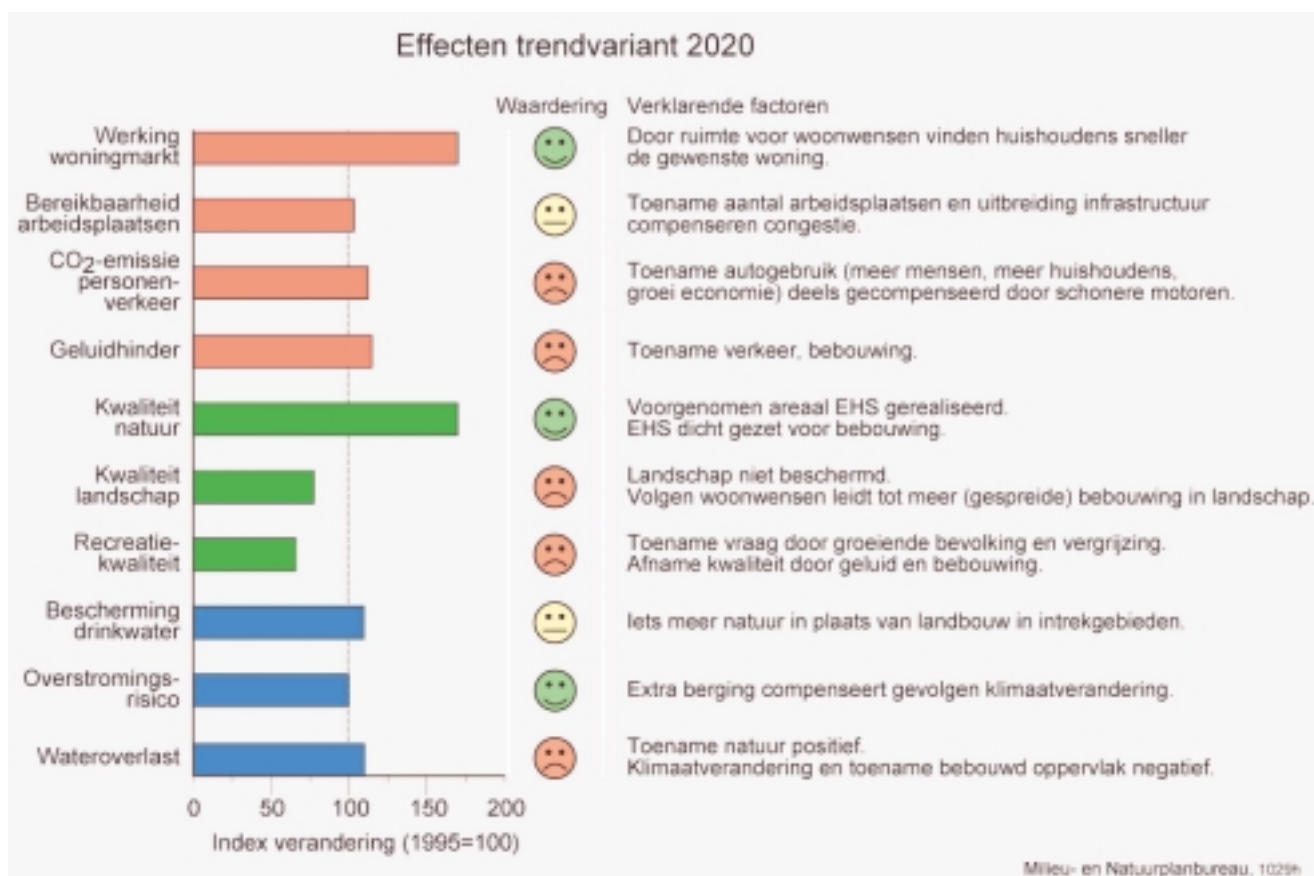 Effecten trendvariant 2020
Waardering Verklarende factoren
Werking
woningmarkt
Door ruimte voor woonwensen vinden huishoudens sneller
de gewenste woning.
Bereikbaarheid
arbeidsplaatsen
Toename aantal arbeidsplaatsen en uitbreiding infrastructuur
compenseren congestie.
CO2-emissie
personen-
verkeer
Toename autogebruik (meer mensen, meer huishoudens,
groei economie) deels gecompenseerd door schonere motoren.
Geluidhinder
Toename verkeer, bebouwing.
Kwaliteit
natuur
Voorgenomen areaal EHS gerealiseerd.
EHS dicht gezet voor bebouwing.
Kwaliteit
landschap
Landschap niet beschermd.
Volgen woonwensen leidt tot meer (gespreide) bebouwing in landschap.
Recreatie-
kwaliteit
Toename vraag door groeiende bevolking en vergrijzing.
Afname kwaliteit door geluid en bebouwing.
Bescherming
drinkwater
Iets meer natuur in plaats van landbouw in intrekgebieden.
Overstromings-
risico
Extra berging compenseert gevolgen klimaatverandering.
Wateroverlast
Toename natuur positief.
Klimaatverandering en toename bebouwd oppervlak negatief.
0 50 100 150 200
Index verandering (1995=100)
Milieu- en Natuurplanbureau. 1029h